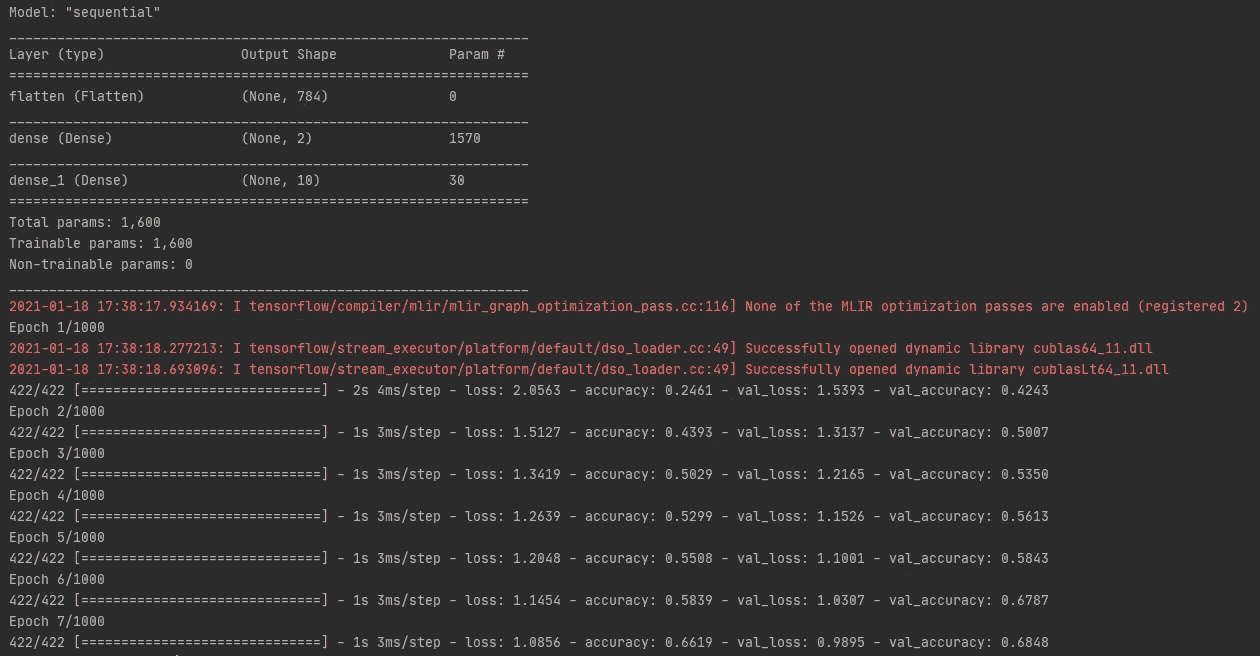 Model: "sequential"
_________________________________________________________________
Layer (type)                 Output Shape              Param #
=================================================================
flatten (Flatten)            (None, 784)               0
_________________________________________________________________
dense (Dense)                (None, 2)                 1570
_________________________________________________________________
dense_1 (Dense)              (None, 10)                30
=================================================================
Total params: 1,600
Trainable params: 1,600
Non-trainable params: 0
_________________________________________________________________
2021-01-18 17:38:17.934169: I tensorflow/compiler/mlir/mlir_graph_optimization_pass.cc:116] None of the MLIR optimization passes are enabled (registered 2)
Epoch 1/1000
2021-01-18 17:38:18.277213: I tensorflow/stream_executor/platform/default/dso_loader.cc:49] Successfully opened dynamic library cublas64_11.dll
2021-01-18 17:38:18.693096: I tensorflow/stream_executor/platform/default/dso_loader.cc:49] Successfully opened dynamic library cublasLt64_11.dll
422/422 [==============================] - 2s 4ms/step - loss: 2.0563 - accuracy: 0.2461 - val_loss: 1.5393 - val_accuracy: 0.4243
Epoch 2/1000
422/422 [==============================] - 1s 3ms/step - loss: 1.5127 - accuracy: 0.4393 - val_loss: 1.3137 - val_accuracy: 0.5007
Epoch 3/1000
422/422 [==============================] - 1s 3ms/step - loss: 1.3419 - accuracy: 0.5029 - val_loss: 1.2165 - val_accuracy: 0.5350
Epoch 4/1000
422/422 [==============================] - 1s 3ms/step - loss: 1.2639 - accuracy: 0.5299 - val_loss: 1.1526 - val_accuracy: 0.5613
Epoch 5/1000
422/422 [==============================] - 1s 3ms/step - loss: 1.2048 - accuracy: 0.5508 - val_loss: 1.1001 - val_accuracy: 0.5843
Epoch 6/1000
422/422 [==============================] - 1s 3ms/step - loss: 1.1454 - accuracy: 0.5839 - val_loss: 1.0307 - val_accuracy: 0.6787
Epoch 7/1000
422/422 [==============================] - 1s 3ms/step - loss: 1.0856 - accuracy: 0.6619 - val_loss: 0.9895 - val_accuracy: 0.6848